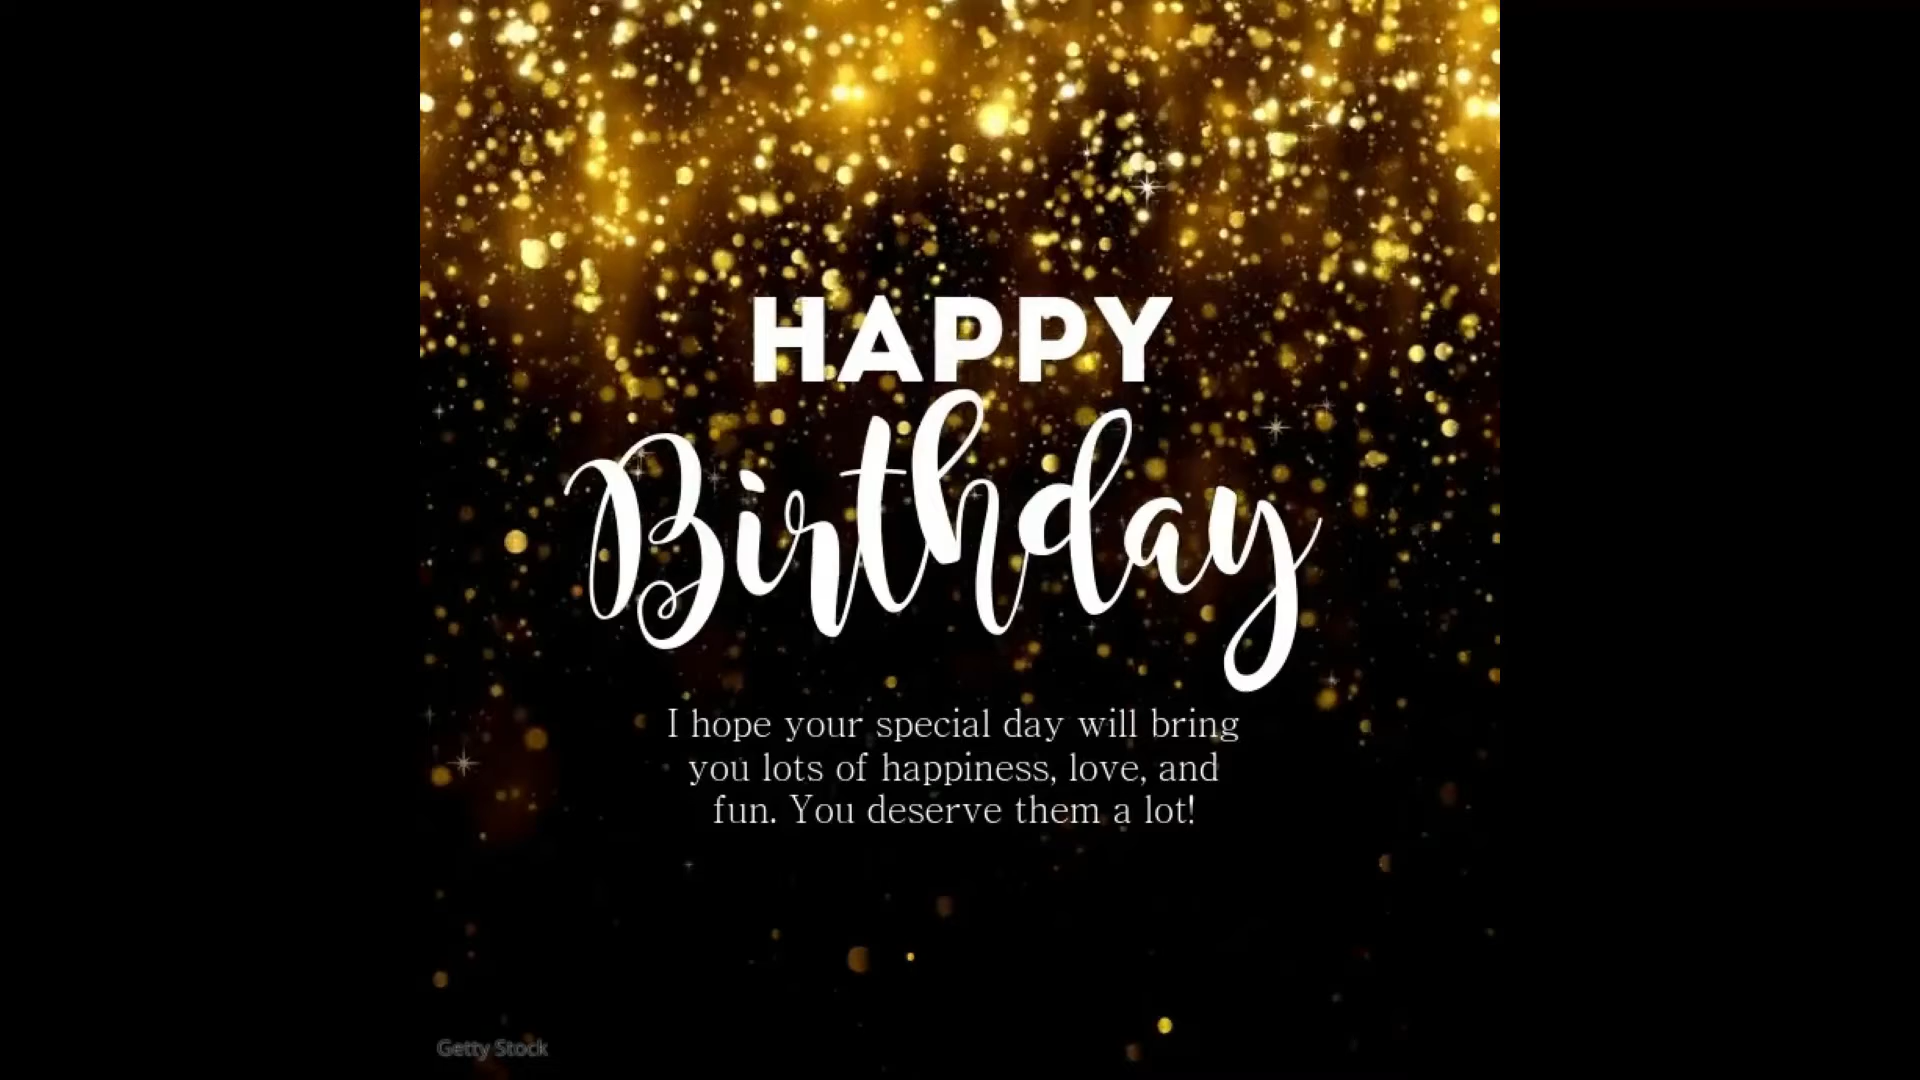 HAPPY
Birthday
I hope your special day will bring
you lots of happiness, love, and
fun. You deserve them a lot!
Getty Stock